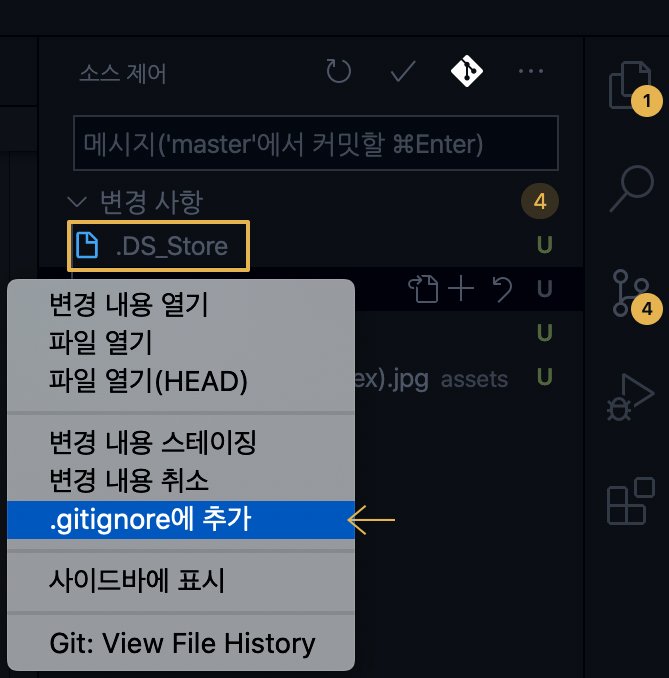 소스 제어
1
메시지('master'에서 커밋할 ⌘Enter)
변경 사항
4
.DS_Store
U
변경 내용 열기
U
파일 열기
U
4
파일 열기(HEAD)
ex).jpg assets
U
변경 내용 스테이징
변경 내용 취소
.gitignore에 추가
사이드바에 표시
Git: View File History